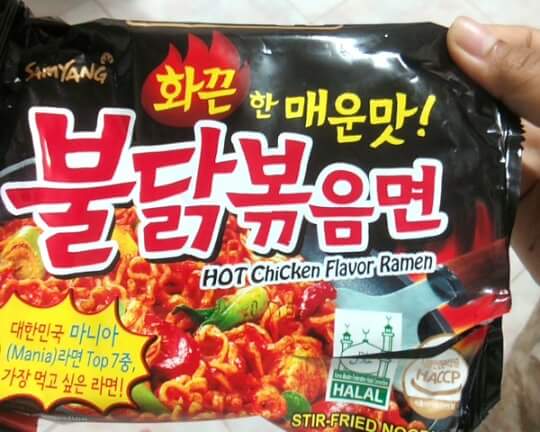 SAMYANG
화끈한 매운맛!
불닭볶음면
HOT Chicken Flavor Ramen
대한민국 마니아
(Mania)라면 Top 7중,
가장 먹고 싶은 라면!
HALAL
HACCP
STIR-FRIED